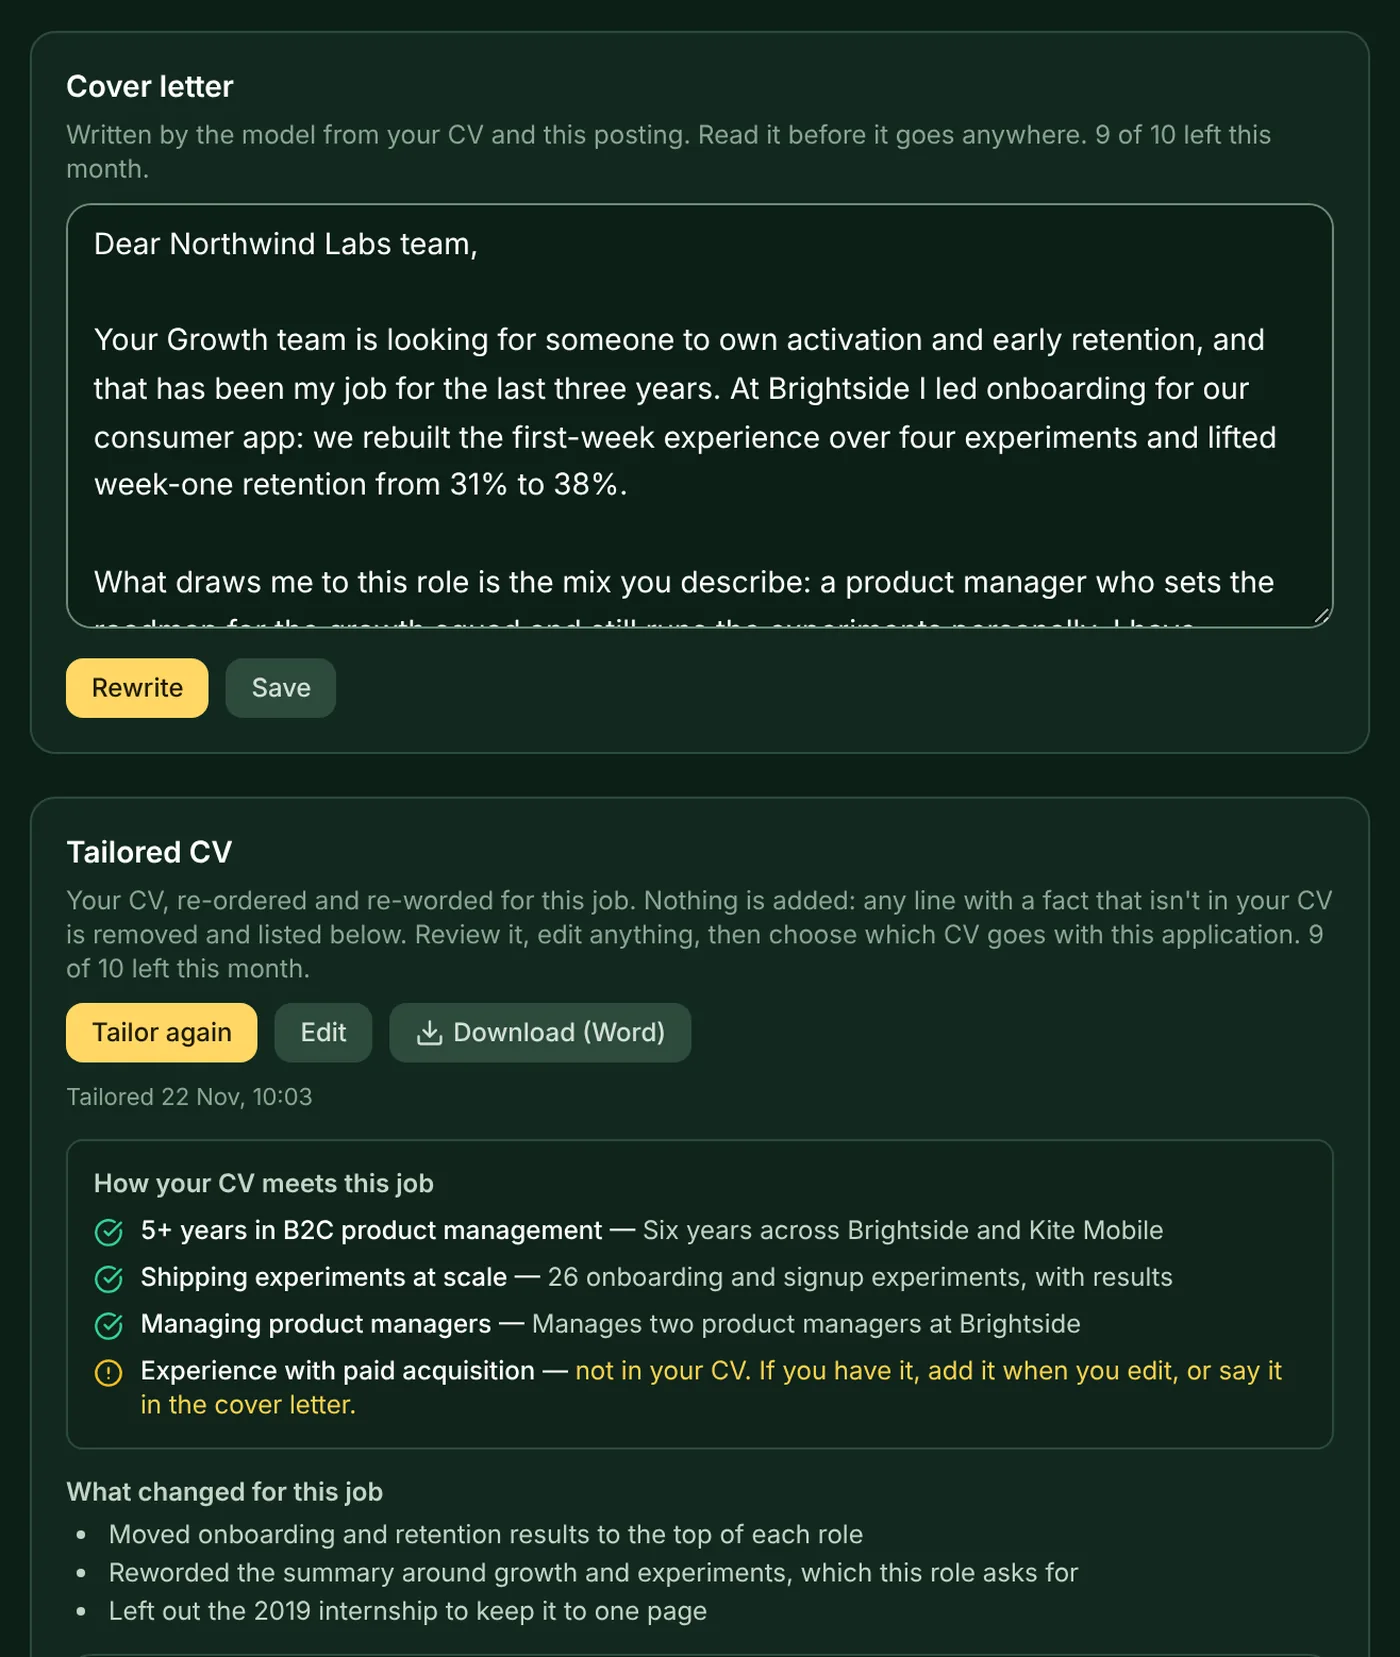 Cover letter
Written by the model from your CV and this posting. Read it before it goes anywhere. 9 of 10 left this
month.
Dear Northwind Labs team,
Your Growth team is looking for someone to own activation and early retention, and
that has been my job for the last three years. At Brightside I led onboarding for our
consumer app: we rebuilt the first-week experience over four experiments and lifted
week-one retention from 31% to 38%.
What draws me to this role is the mix you describe: a product manager who sets the
roadmap for the growth squad and still runs the experiments personally. I have
Rewrite
Save
Tailored CV
Your CV, re-ordered and re-worded for this job. Nothing is added: any line with a fact that isn't in your CV
is removed and listed below. Review it, edit anything, then choose which CV goes with this application. 9
of 10 left this month.
Tailor again
Edit
Download (Word)
Tailored 22 Nov, 10:03
How your CV meets this job
5+ years in B2C product management — Six years across Brightside and Kite Mobile
Shipping experiments at scale — 26 onboarding and signup experiments, with results
Managing product managers — Manages two product managers at Brightside
Experience with paid acquisition — not in your CV. If you have it, add it when you edit, or say it
in the cover letter.
What changed for this job
• Moved onboarding and retention results to the top of each role
• Reworded the summary around growth and experiments, which this role asks for
• Left out the 2019 internship to keep it to one page